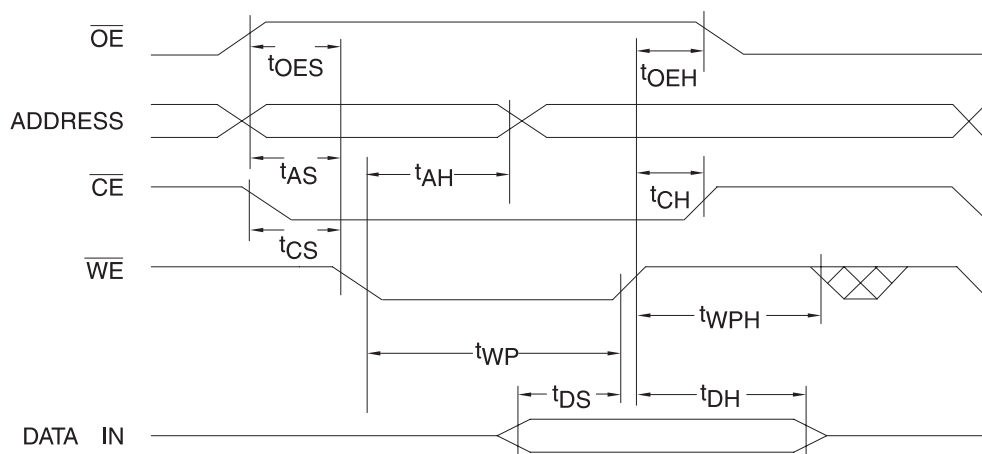 OE
tOES
tOEH
ADDRESS
tAS
tAH
CE
tCH
tCS
WE
tWPH
tWP
tDS
tDH
DATA IN